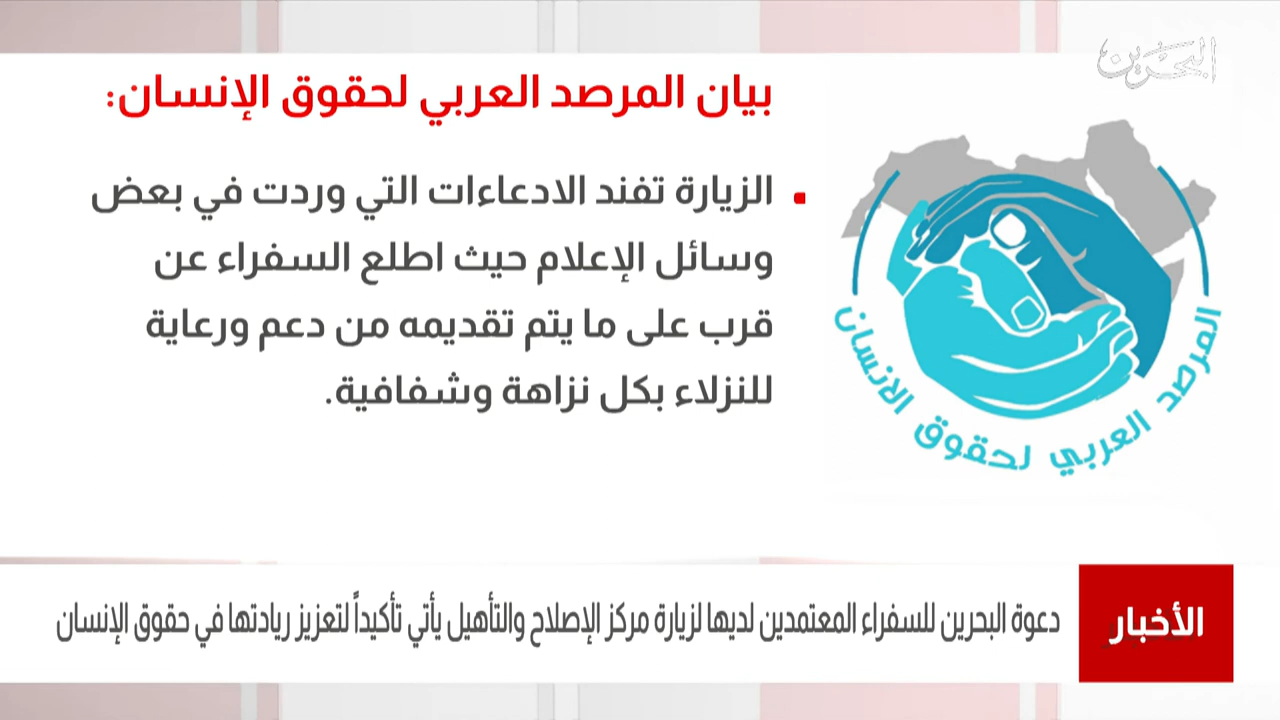 البحرين
بيان المرصد العربي لحقوق الإنسان:
الزيارة تفند الادعاءات التي وردت في بعض
وسائل الإعلام حيث اطلع السفراء عن
قرب على ما يتم تقديمه من دعم ورعاية
للنزلاء بكل نزاهة وشفافية.
المرصد العربي لحقوق الانسان
الأخبار
دعوة البحرين للسفراء المعتمدين لديها لزيارة مركز الإصلاح والتأهيل يأتي تأكيداً لتعزيز ريادتها في حقوق الإنسان